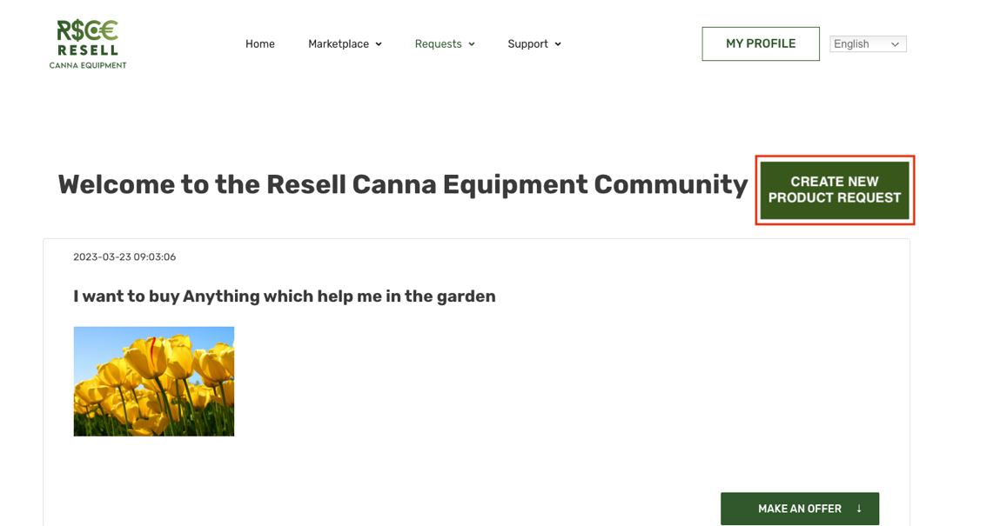 R$C€
RESELL
CANNA EQUIPMENT
Home Marketplace Requests Support MY PROFILE English
Welcome to the Resell Canna Equipment Community
CREATE NEW
PRODUCT REQUEST
2023-03-23 09:03:06
I want to buy Anything which help me in the garden
MAKE AN OFFER ↓